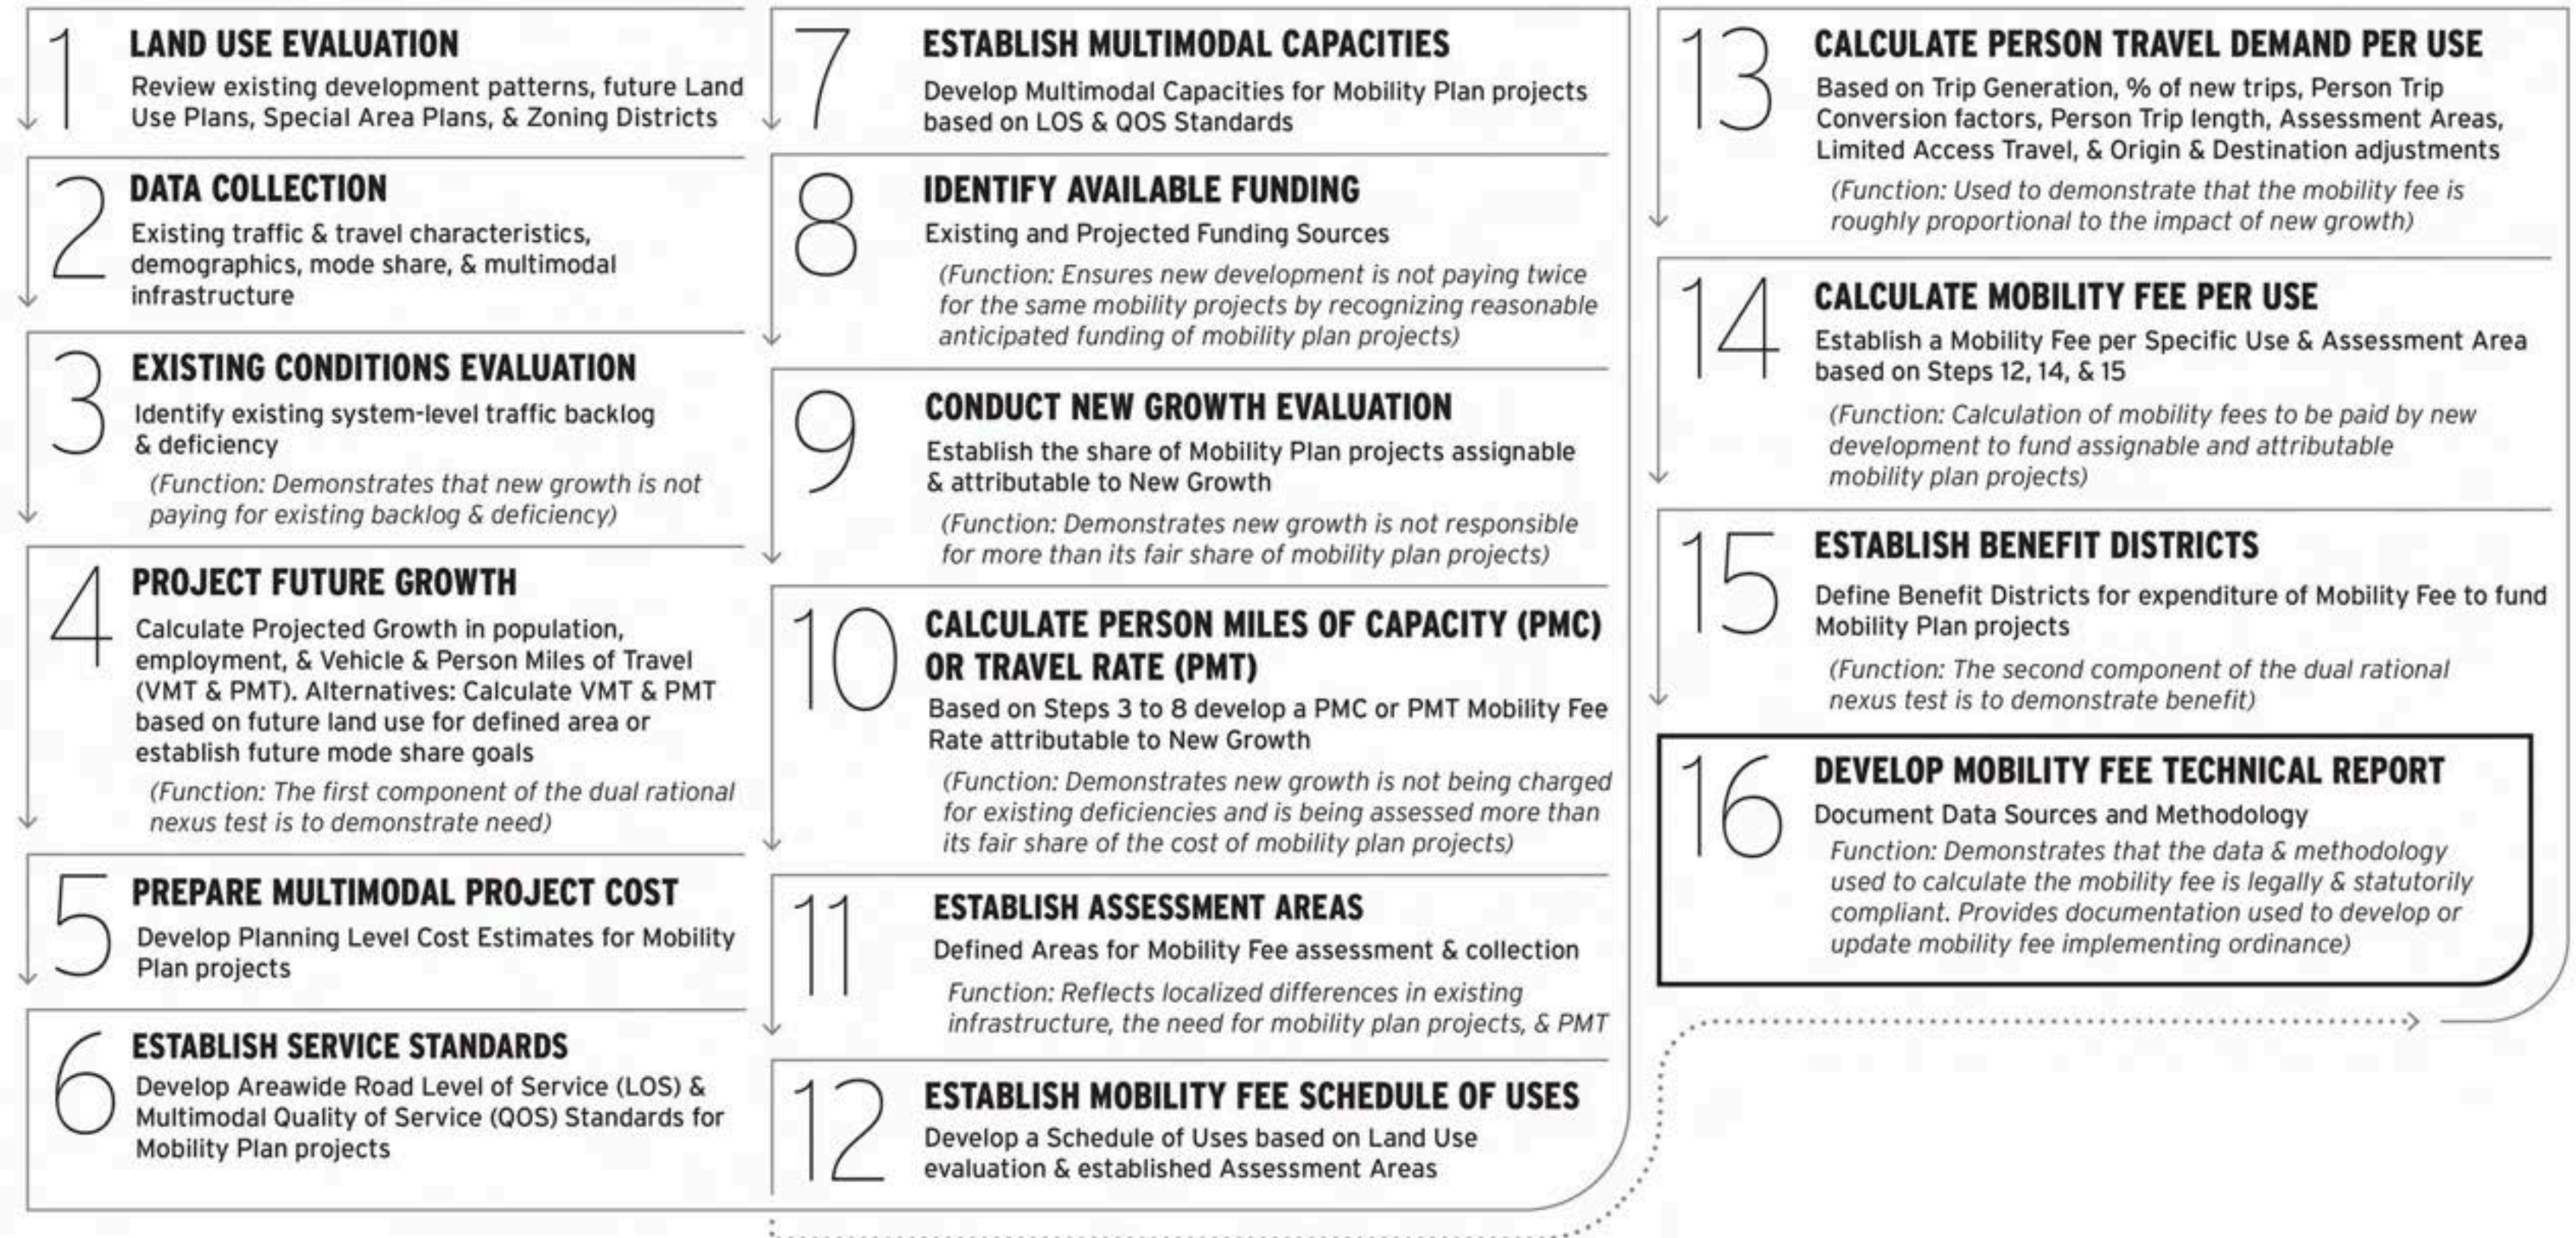 1
LAND USE EVALUATION
Review existing development patterns, future Land
Use Plans, Special Area Plans, & Zoning Districts
2
DATA COLLECTION
Existing traffic & travel characteristics,
demographics, mode share, & multimodal
infrastructure
3
EXISTING CONDITIONS EVALUATION
Identify existing system-level traffic backlog
& deficiency
(Function: Demonstrates that new growth is not
paying for existing backlog & deficiency)
4
PROJECT FUTURE GROWTH
Calculate Projected Growth in population,
employment, & Vehicle & Person Miles of Travel
(VMT & PMT). Alternatives: Calculate VMT & PMT
based on future land use for defined area or
establish future mode share goals
(Function: The first component of the dual rational
nexus test is to demonstrate need)
5
PREPARE MULTIMODAL PROJECT COST
Develop Planning Level Cost Estimates for Mobility
Plan projects
6
ESTABLISH SERVICE STANDARDS
Develop Areawide Road Level of Service (LOS) &
Multimodal Quality of Service (QOS) Standards for
Mobility Plan projects
7
ESTABLISH MULTIMODAL CAPACITIES
Develop Multimodal Capacities for Mobility Plan projects
based on LOS & QOS Standards
8
IDENTIFY AVAILABLE FUNDING
Existing and Projected Funding Sources
(Function: Ensures new development is not paying twice
for the same mobility projects by recognizing reasonable
anticipated funding of mobility plan projects)
9
CONDUCT NEW GROWTH EVALUATION
Establish the share of Mobility Plan projects assignable
& attributable to New Growth
(Function: Demonstrates new growth is not responsible
for more than its fair share of mobility plan projects)
10
CALCULATE PERSON MILES OF CAPACITY (PMC)
OR TRAVEL RATE (PMT)
Based on Steps 3 to 8 develop a PMC or PMT Mobility Fee
Rate attributable to New Growth
(Function: Demonstrates new growth is not being charged
for existing deficiencies and is being assessed more than
its fair share of the cost of mobility plan projects)
11
ESTABLISH ASSESSMENT AREAS
Defined Areas for Mobility Fee assessment & collection
Function: Reflects localized differences in existing
infrastructure, the need for mobility plan projects, & PMT
12
ESTABLISH MOBILITY FEE SCHEDULE OF USES
Develop a Schedule of Uses based on Land Use
evaluation & established Assessment Areas
13
CALCULATE PERSON TRAVEL DEMAND PER USE
Based on Trip Generation, % of new trips, Person Trip
Conversion factors, Person Trip length, Assessment Areas,
Limited Access Travel, & Origin & Destination adjustments
(Function: Used to demonstrate that the mobility fee is
roughly proportional to the impact of new growth)
14
CALCULATE MOBILITY FEE PER USE
Establish a Mobility Fee per Specific Use & Assessment Area
based on Steps 12, 14, & 15
(Function: Calculation of mobility fees to be paid by new
development to fund assignable and attributable
mobility plan projects)
15
ESTABLISH BENEFIT DISTRICTS
Define Benefit Districts for expenditure of Mobility Fee to fund
Mobility Plan projects
(Function: The second component of the dual rational
nexus test is to demonstrate benefit)
16
DEVELOP MOBILITY FEE TECHNICAL REPORT
Document Data Sources and Methodology
Function: Demonstrates that the data & methodology
used to calculate the mobility fee is legally & statutorily
compliant. Provides documentation used to develop or
update mobility fee implementing ordinance)